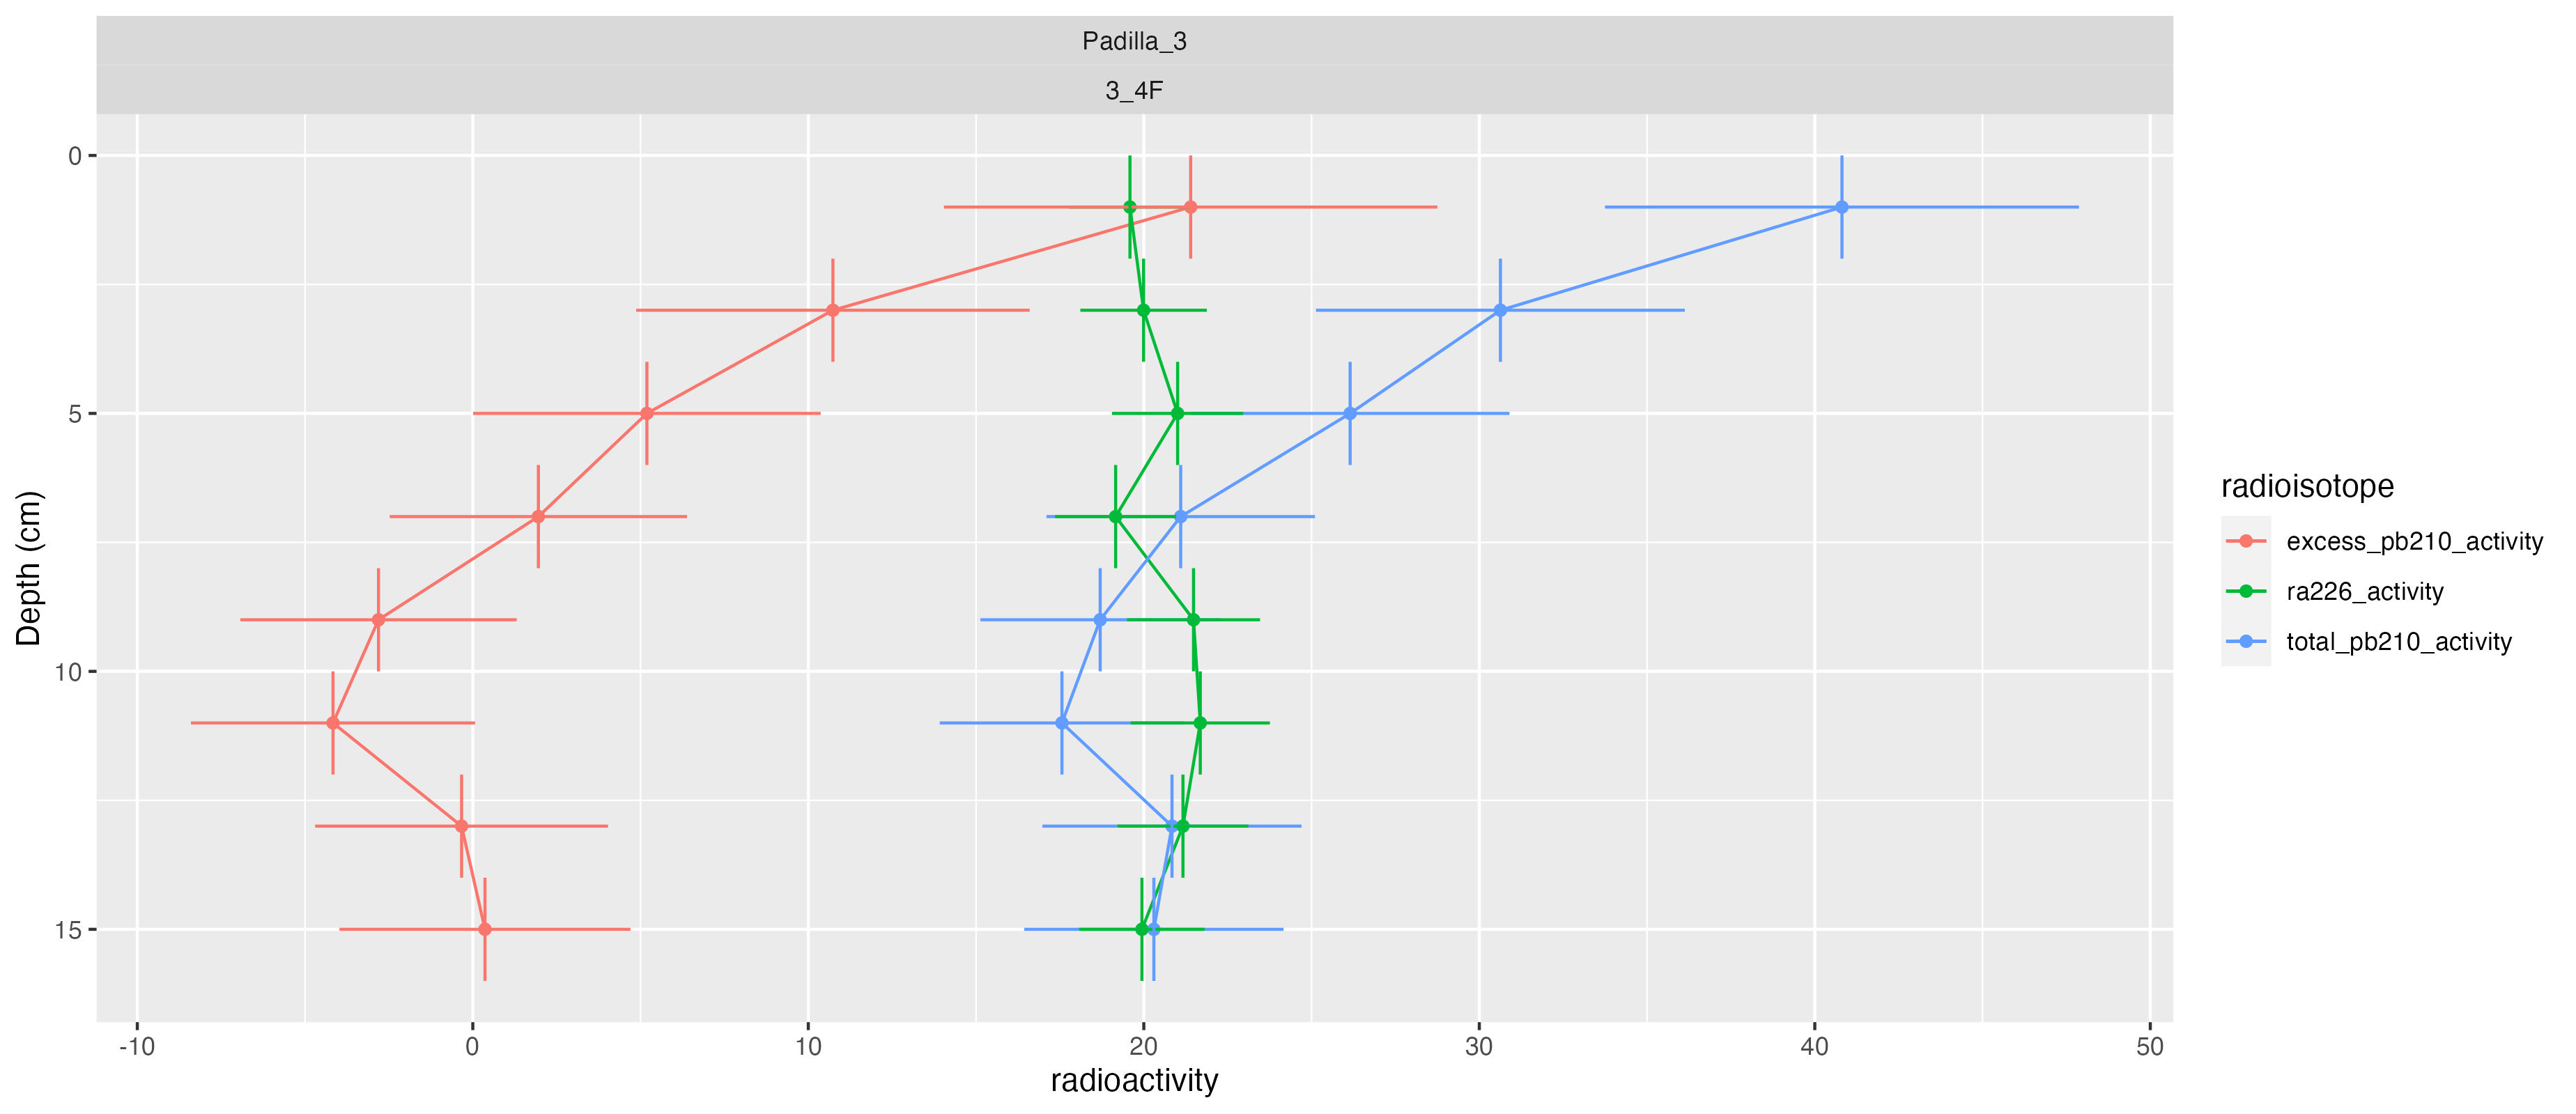 Padilla_3
3_4F
0
5
10
15
Depth (cm)
-10 0 10 20 30 40 50
radioactivity
radioisotope
excess_pb210_activity
ra226_activity
total_pb210_activity